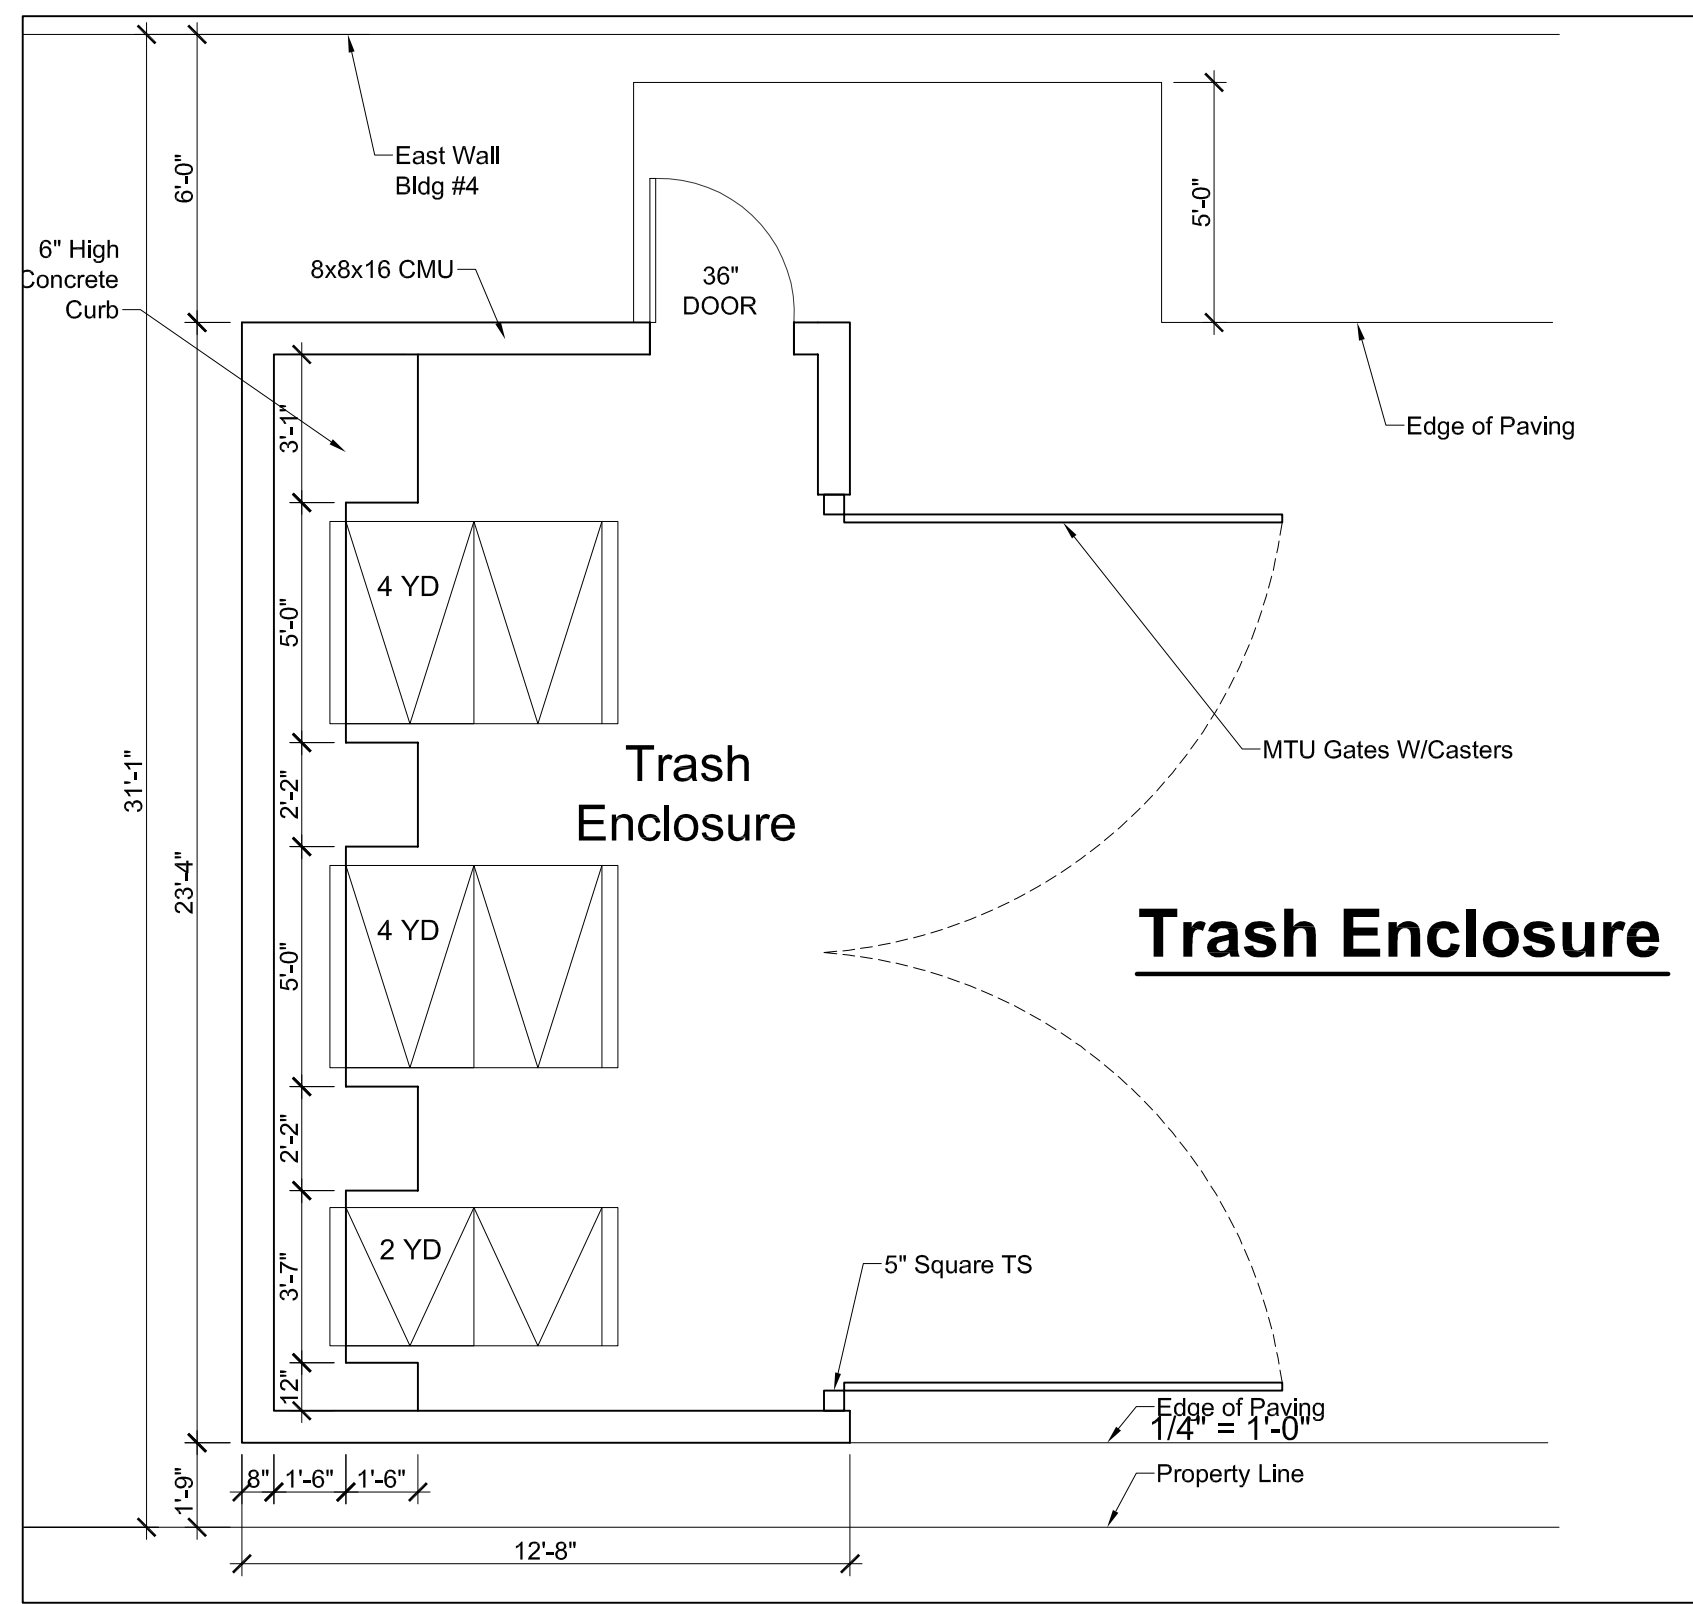 East Wall
Bldg #4
6'-0"
5'-0"
6" High
Concrete
Curb
8x8x16 CMU
36"
DOOR
Edge of Paving
3'-1"
4 YD
5'-0"
MTU Gates W/Casters
Trash
Enclosure
31'-1"
2'-2"
23'-4"
4 YD
5'-0"
Trash Enclosure
2'-2"
2 YD
3'-7"
5" Square TS
12"
Edge of Paving
1/4" = 1'-0"
Property Line
1'-9"
8"
1'-6"
1'-6"
12'-8"